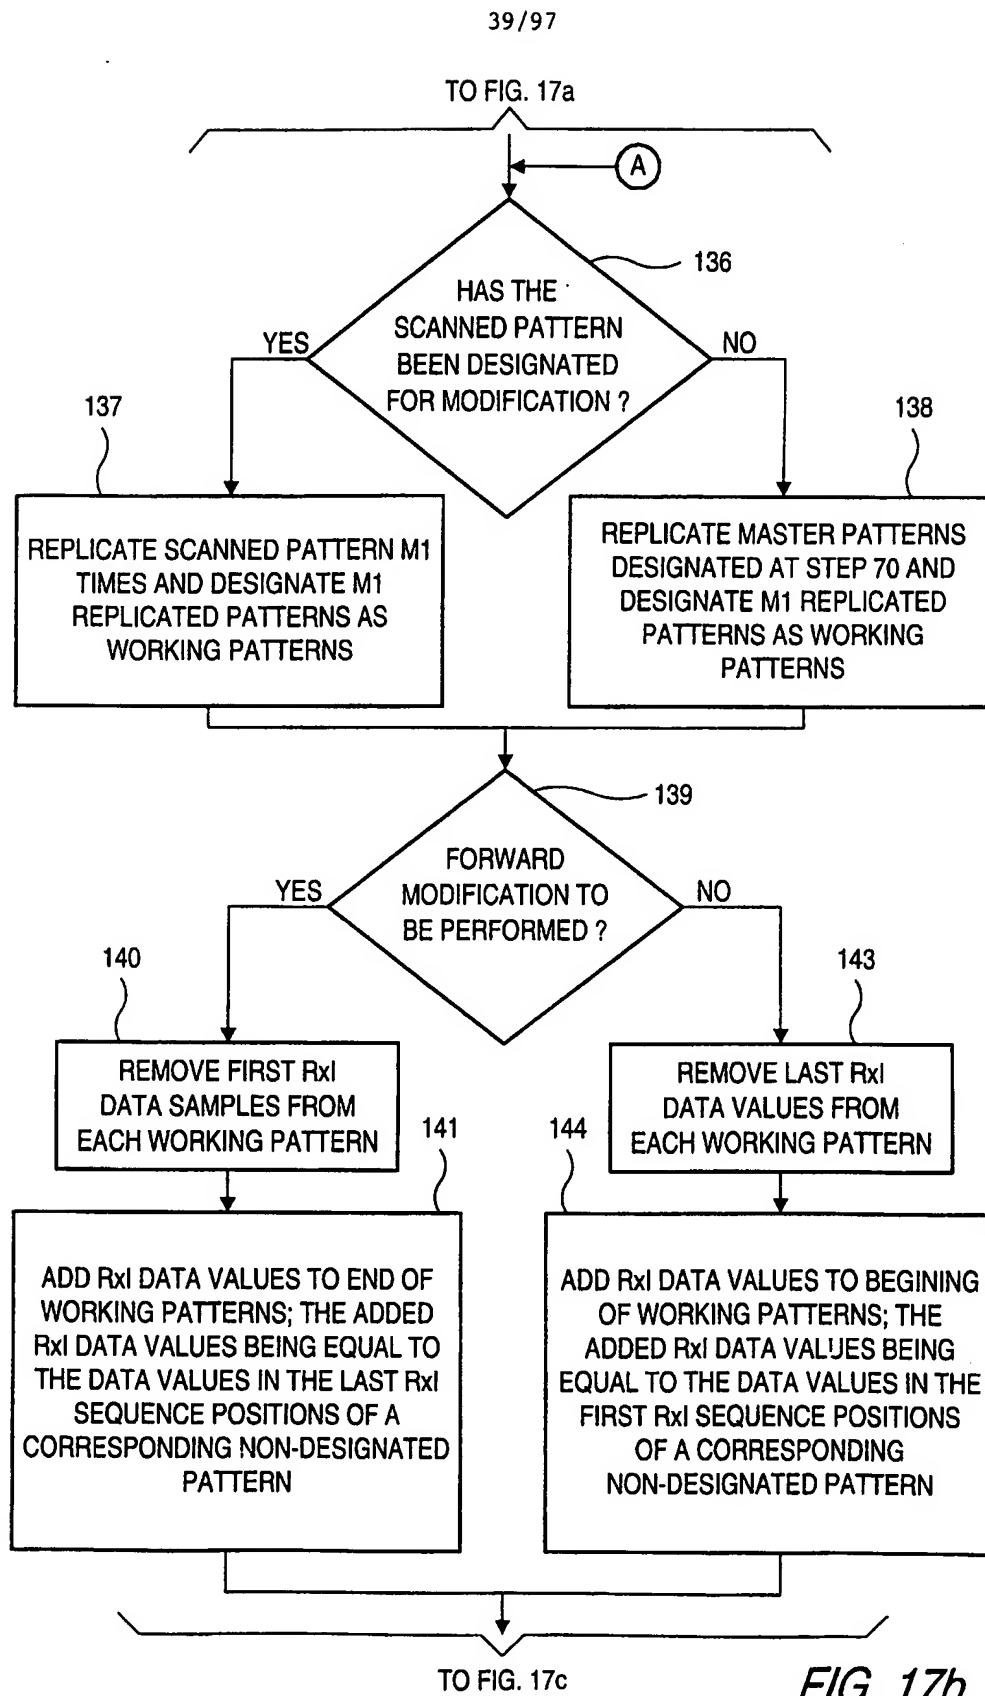 39/97
TO FIG. 17a
A
136
HAS THE
SCANNED PATTERN
BEEN DESIGNATED
FOR MODIFICATION ?
YES
NO
137
138
REPLICATE SCANNED PATTERN M1
TIMES AND DESIGNATE M1
REPLICATED PATTERNS AS
WORKING PATTERNS
REPLICATE MASTER PATTERNS
DESIGNATED AT STEP 70 AND
DESIGNATE M1 REPLICATED
PATTERNS AS WORKING
PATTERNS
139
FORWARD
MODIFICATION TO
BE PERFORMED ?
YES
NO
140
143
REMOVE FIRST RxI
DATA SAMPLES FROM
EACH WORKING PATTERN
REMOVE LAST RxI
DATA VALUES FROM
EACH WORKING PATTERN
141
144
ADD RxI DATA VALUES TO END OF
WORKING PATTERNS; THE ADDED
RxI DATA VALUES BEING EQUAL TO
THE DATA VALUES IN THE LAST RxI
SEQUENCE POSITIONS OF A
CORRESPONDING NON-DESIGNATED
PATTERN
ADD RxI DATA VALUES TO BEGINING
OF WORKING PATTERNS; THE
ADDED RxI DATA VALUES BEING
EQUAL TO THE DATA VALUES IN THE
FIRST RxI SEQUENCE POSITIONS
OF A CORRESPONDING
NON-DESIGNATED PATTERN
TO FIG. 17c
FIG. 17b